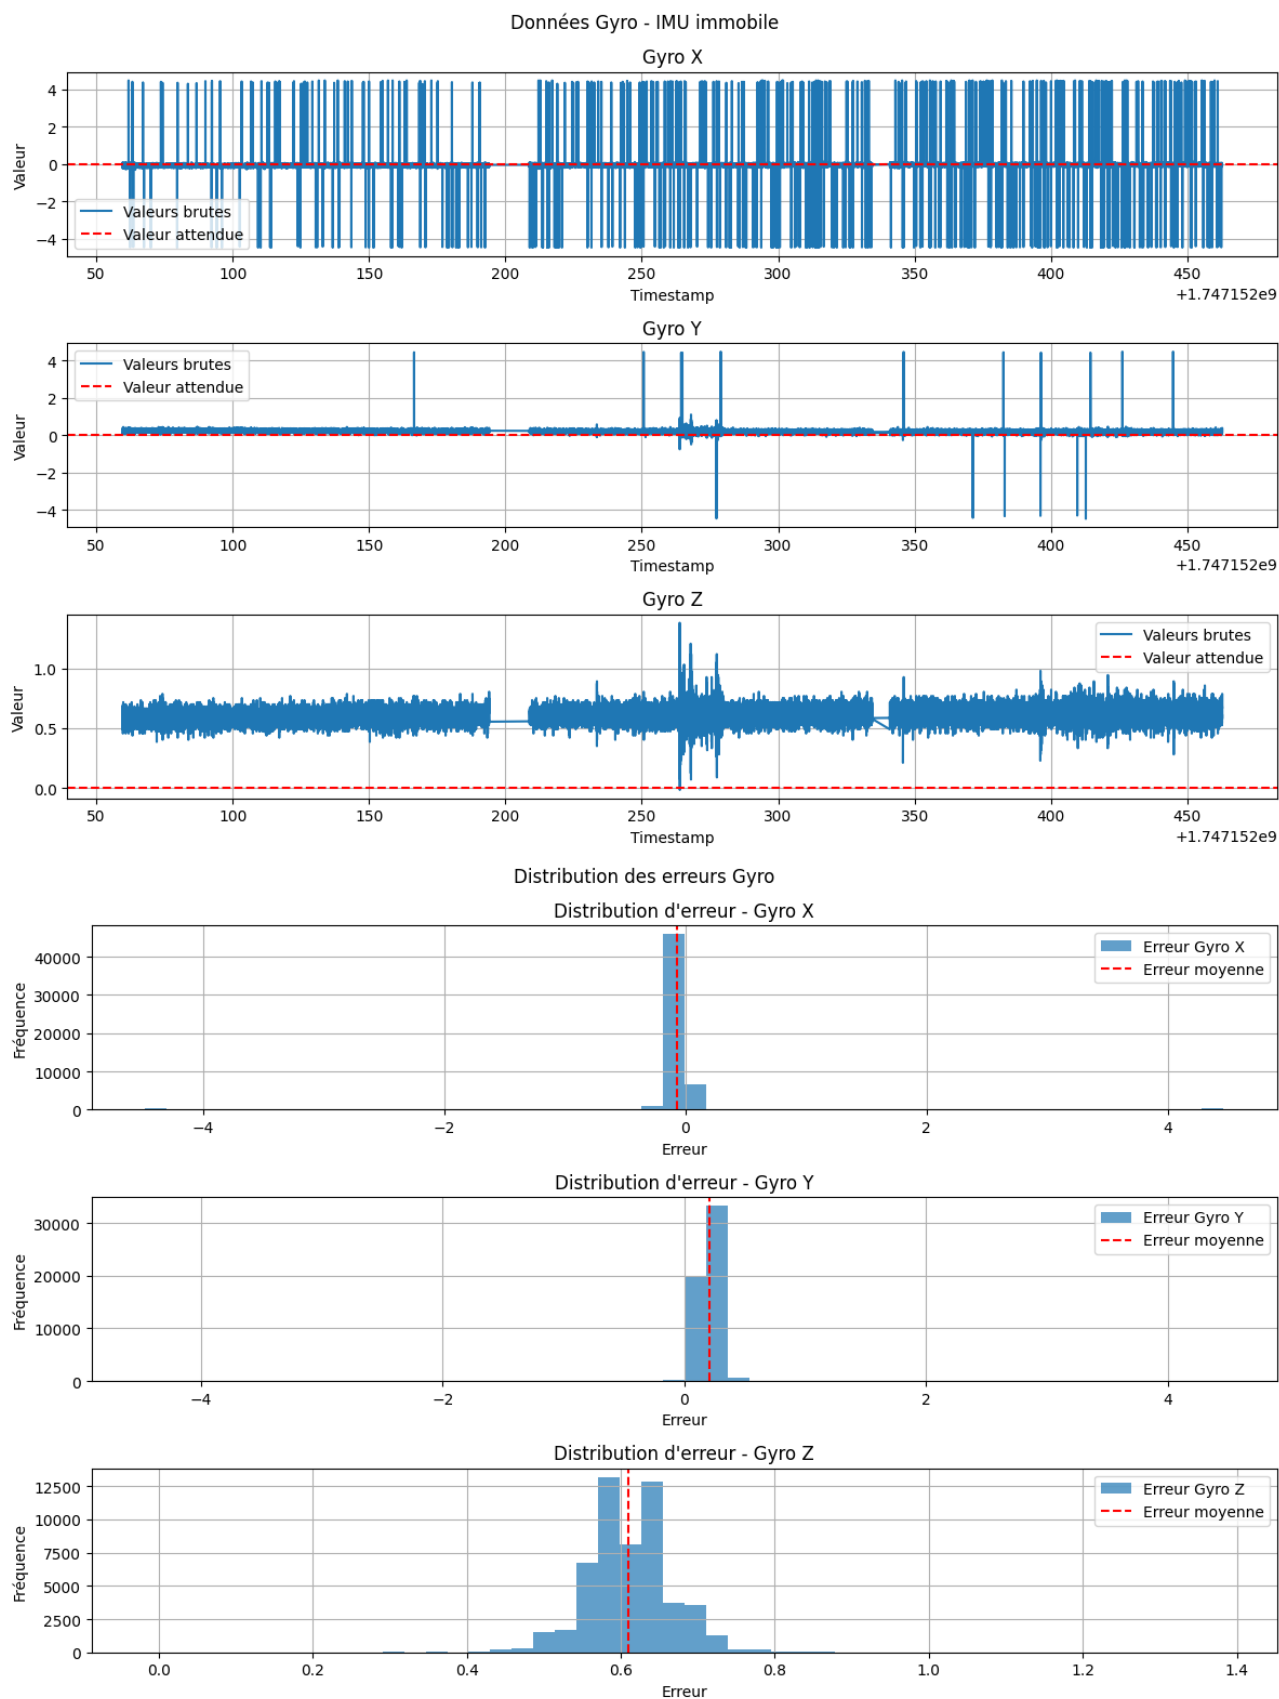 Données Gyro - IMU immobile
Gyro X
Valeur
4
2
0
−2
−4
Valeurs brutes
Valeur attendue
50 100 150 200 250 300 350 400 450
Timestamp
+1.747152e9
Gyro Y
Valeur
4
2
0
−2
−4
Valeurs brutes
Valeur attendue
50 100 150 200 250 300 350 400 450
Timestamp
+1.747152e9
Gyro Z
Valeur
1.0
0.5
0.0
Valeurs brutes
Valeur attendue
50 100 150 200 250 300 350 400 450
Timestamp
+1.747152e9
Distribution des erreurs Gyro
Distribution d'erreur - Gyro X
Fréquence
40000
30000
20000
10000
0
Erreur Gyro X
Erreur moyenne
−4 −2 0 2 4
Erreur
Distribution d'erreur - Gyro Y
Fréquence
30000
20000
10000
0
Erreur Gyro Y
Erreur moyenne
−4 −2 0 2 4
Erreur
Distribution d'erreur - Gyro Z
Fréquence
12500
10000
7500
5000
2500
0
Erreur Gyro Z
Erreur moyenne
0.0 0.2 0.4 0.6 0.8 1.0 1.2 1.4
Erreur